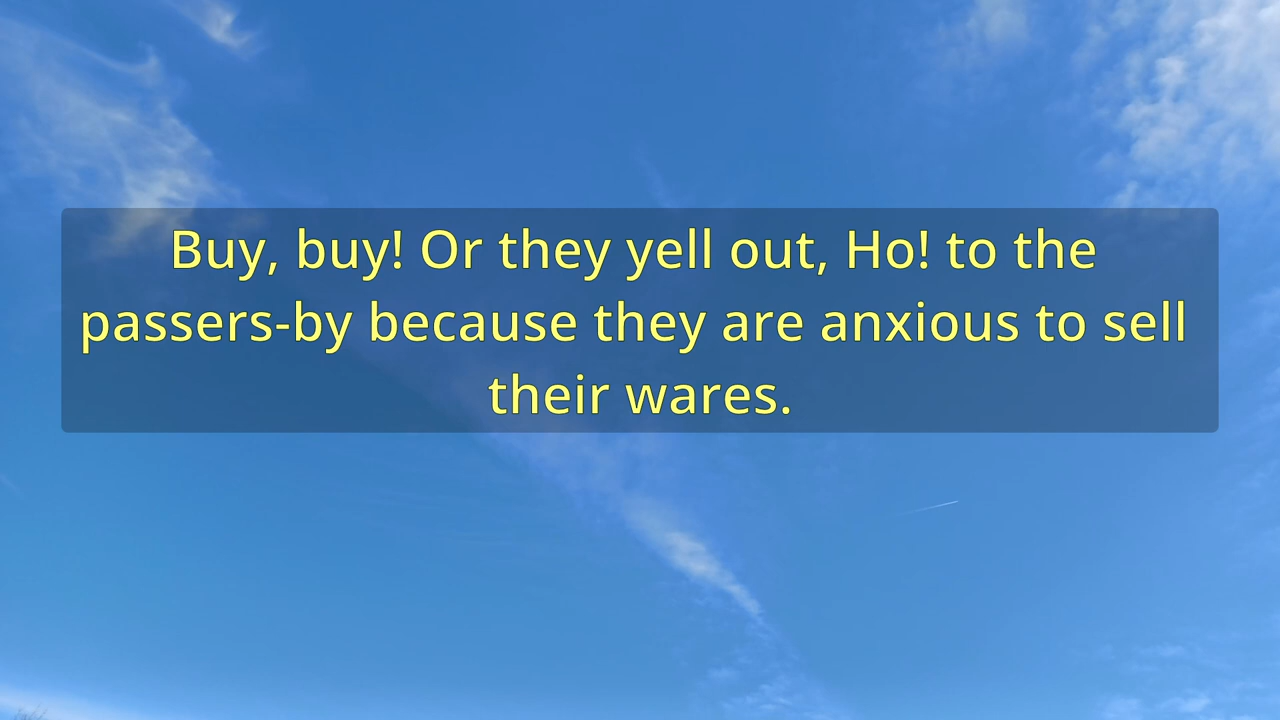 Buy, buy! Or they yell out, Ho! to the
passers-by because they are anxious to sell
their wares.